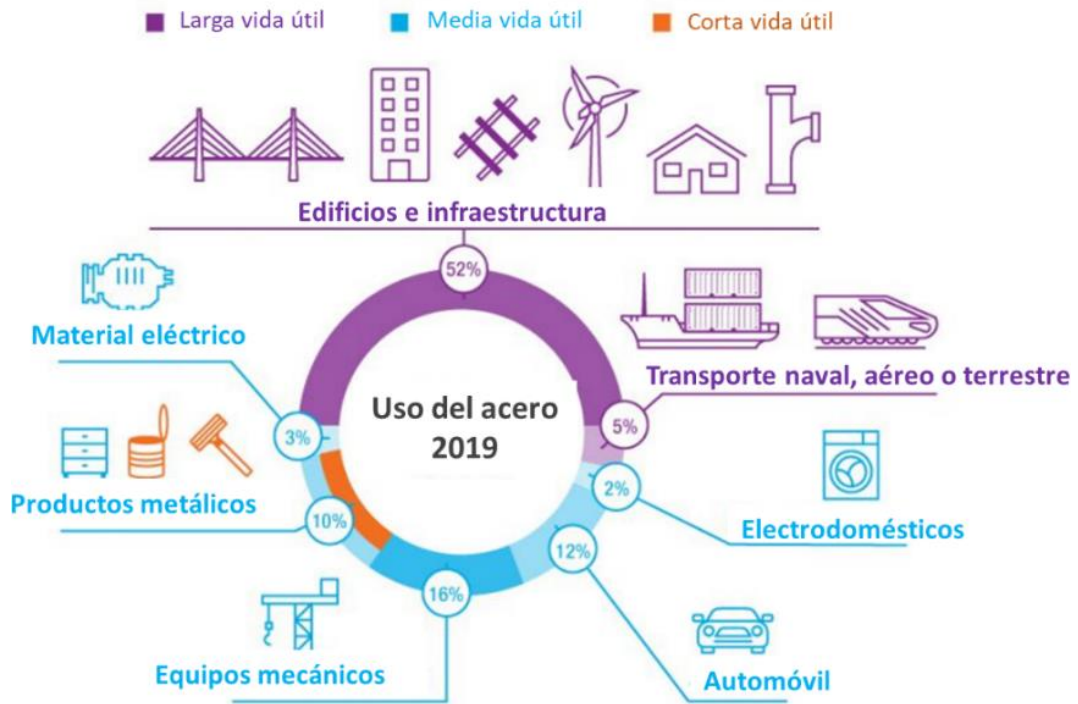 Larga vida útil
Media vida útil
Corta vida útil
Edificios e infraestructura
52%
Material eléctrico
Transporte naval, aéreo o terrestre
Uso del acero
2019
3%
5%
Productos metálicos
2%
Electrodomésticos
10%
12%
16%
Equipos mecánicos
Automóvil